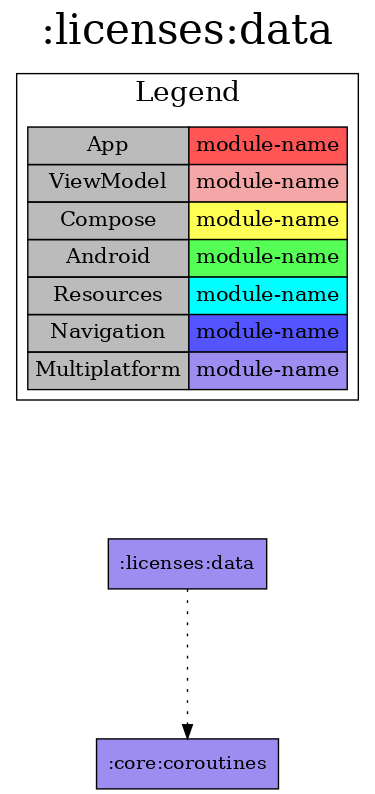 :licenses:data
Legend
App module-name
ViewModel module-name
Compose module-name
Android module-name
Resources module-name
Navigation module-name
Multiplatform module-name
:licenses:data
:core:coroutines